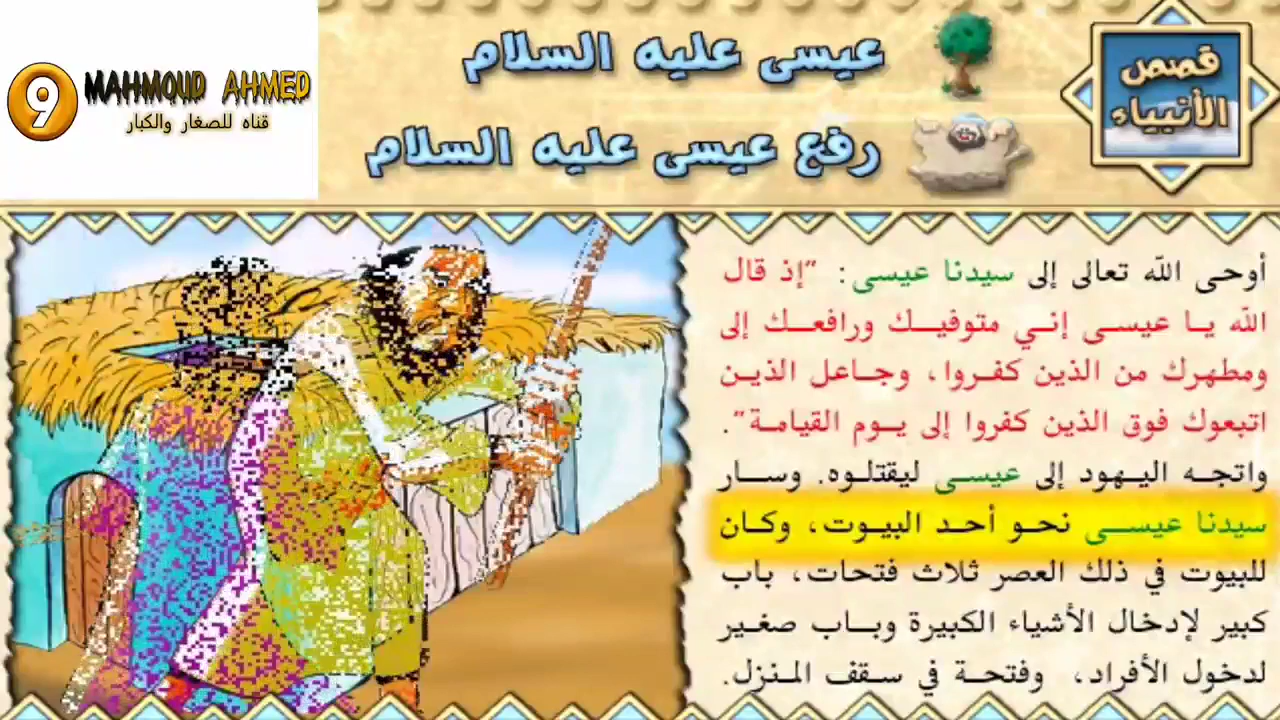 9 MAHMOUD AHMED
قناه للصغار والكبار
عيسى عليه السلام
رفع عيسى عليه السلام
قصص
الأنبياء
أوحى الله تعالى إلى سيدنا عيسى: "إذ قال
الله يا عيسى إني متوفيك ورافعك إلى
ومطهرك من الذين كفروا، وجاعل الذين
اتبعوك فوق الذين كفروا إلى يوم القيامة".
واتجه اليهود إلى عيسى ليقتلوه. وسار
سيدنا عيسى نحو أحد البيوت، وكان
للبيوت في ذلك العصر ثلاث فتحات، باب
كبير لإدخال الأشياء الكبيرة وباب صغير
لدخول الأفراد، وفتحة في سقف المنزل.